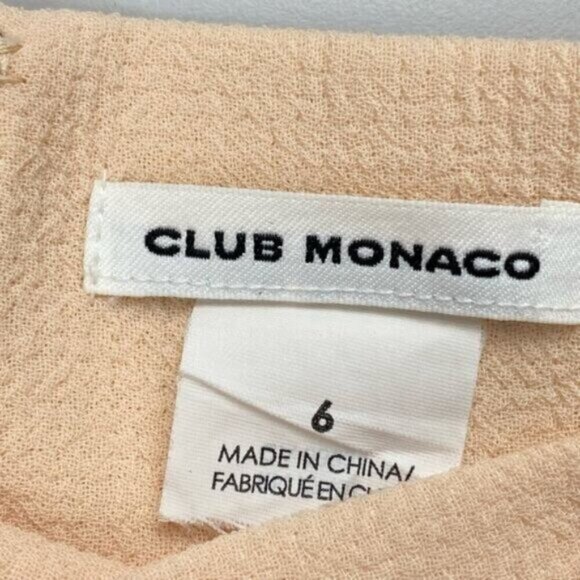 CLUB MONACO
6
MADE IN CHINA/
FABRIQUÉ EN